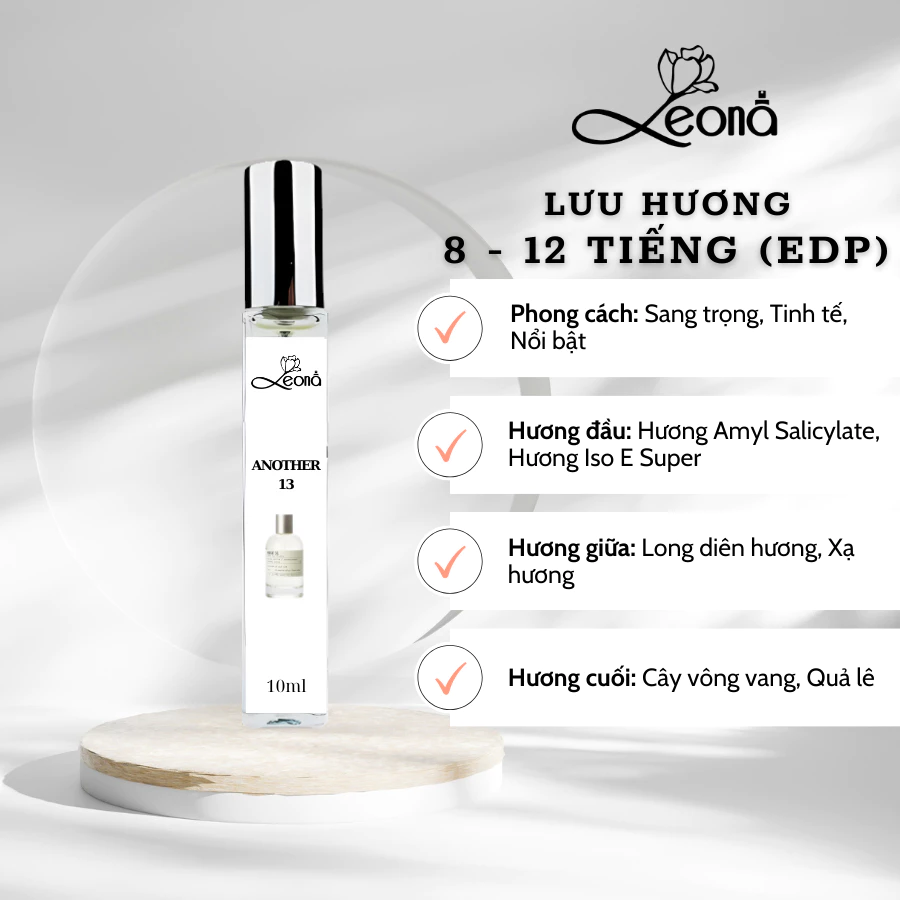 Leona
LƯU HƯƠNG
8 - 12 TIẾNG (EDP)
Phong cách: Sang trọng, Tinh tế,
Nổi bật
Hương đầu: Hương Amyl Salicylate,
Hương Iso E Super
Hương giữa: Long diên hương, Xạ
hương
Hương cuối: Cây vông vang, Quả lê
Leona
ANOTHER
13
10ml